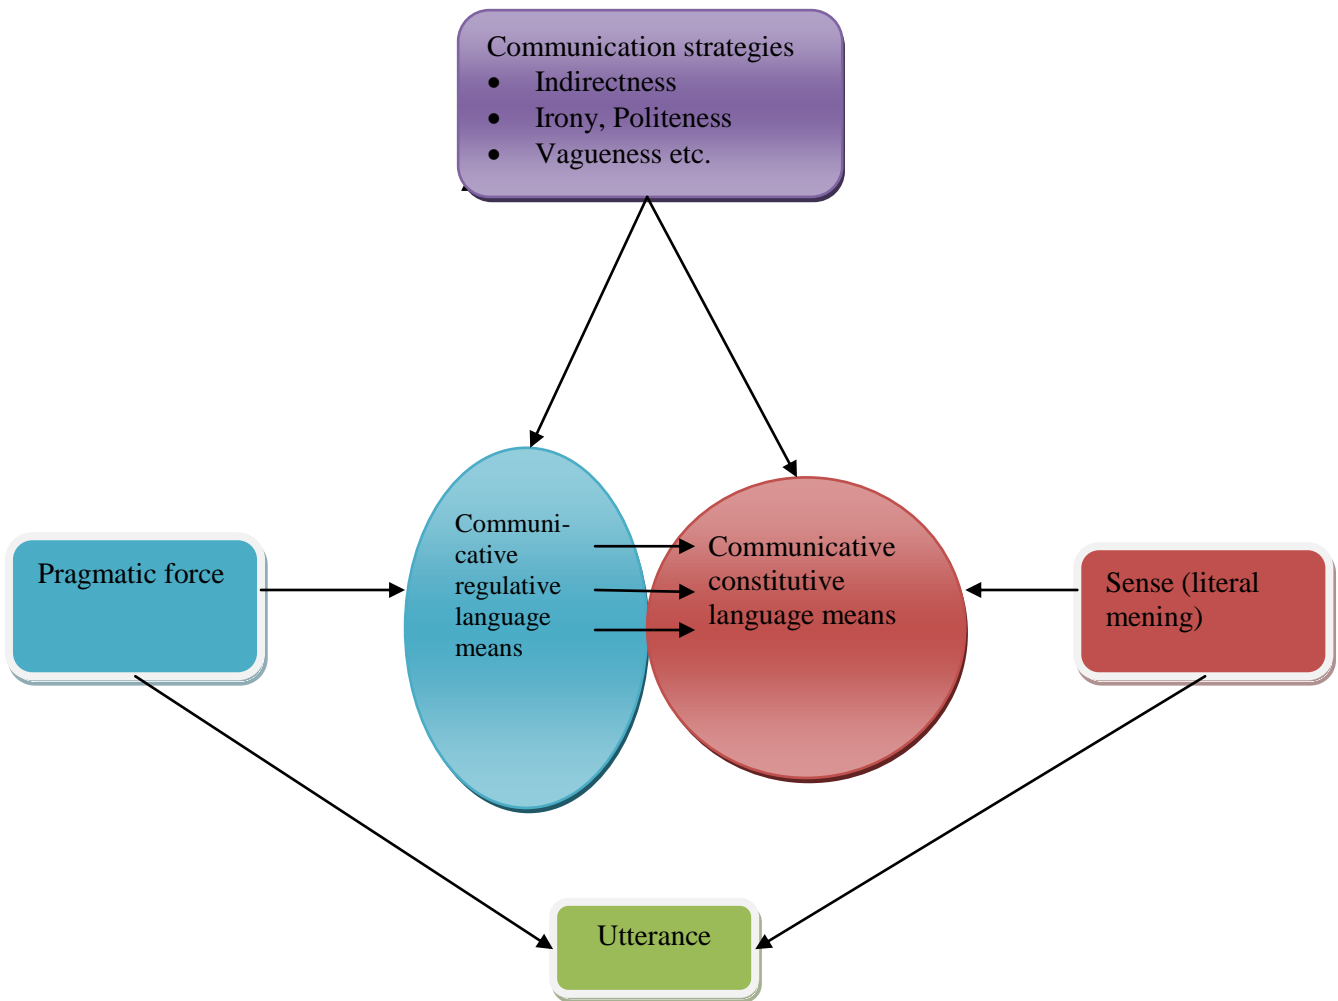 Communication strategies
• Indirectness
• Irony, Politeness
• Vagueness etc.
Communi-
cative
regulative
language
means
Communicative
constitutive
language means
Pragmatic force
Sense (literal
mening)
Utterance